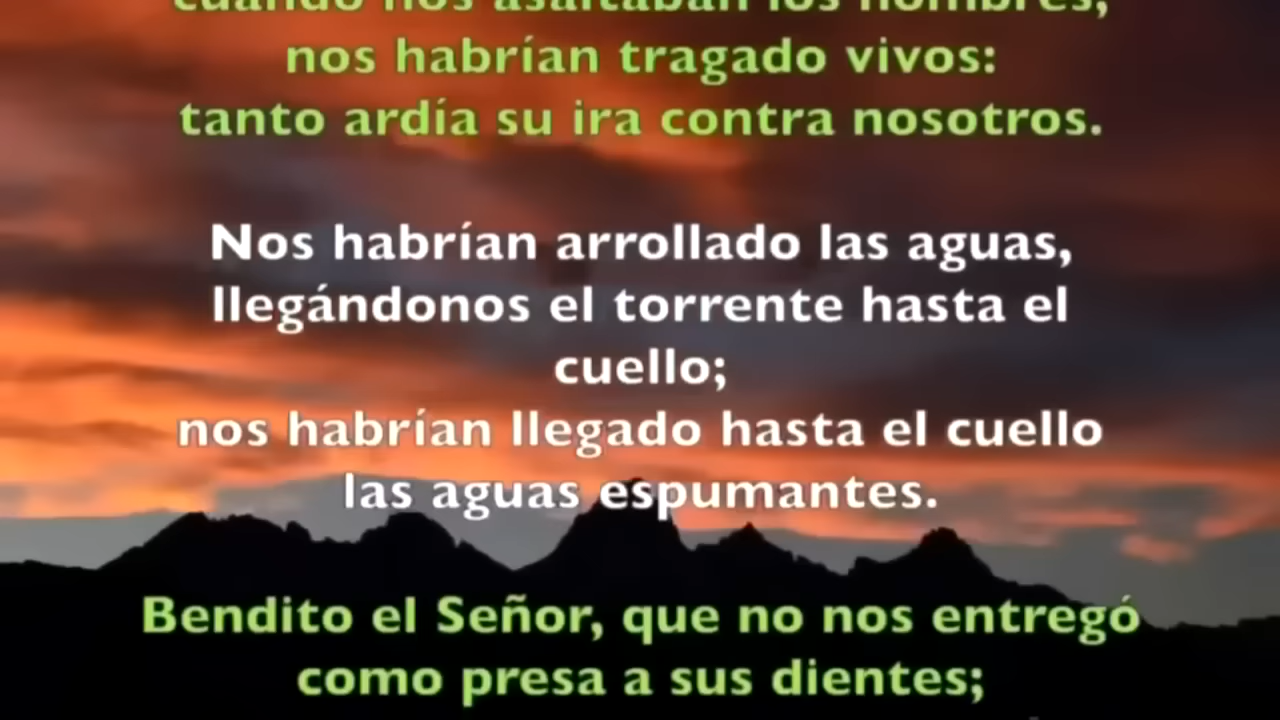 cuando nos asaltaban los hombres,
nos habrían tragado vivos:
tanto ardía su ira contra nosotros.
Nos habrían arrollado las aguas,
llegándonos el torrente hasta el
cuello;
nos habrían llegado hasta el cuello
las aguas espumantes.
Bendito el Señor, que no nos entregó
como presa a sus dientes;